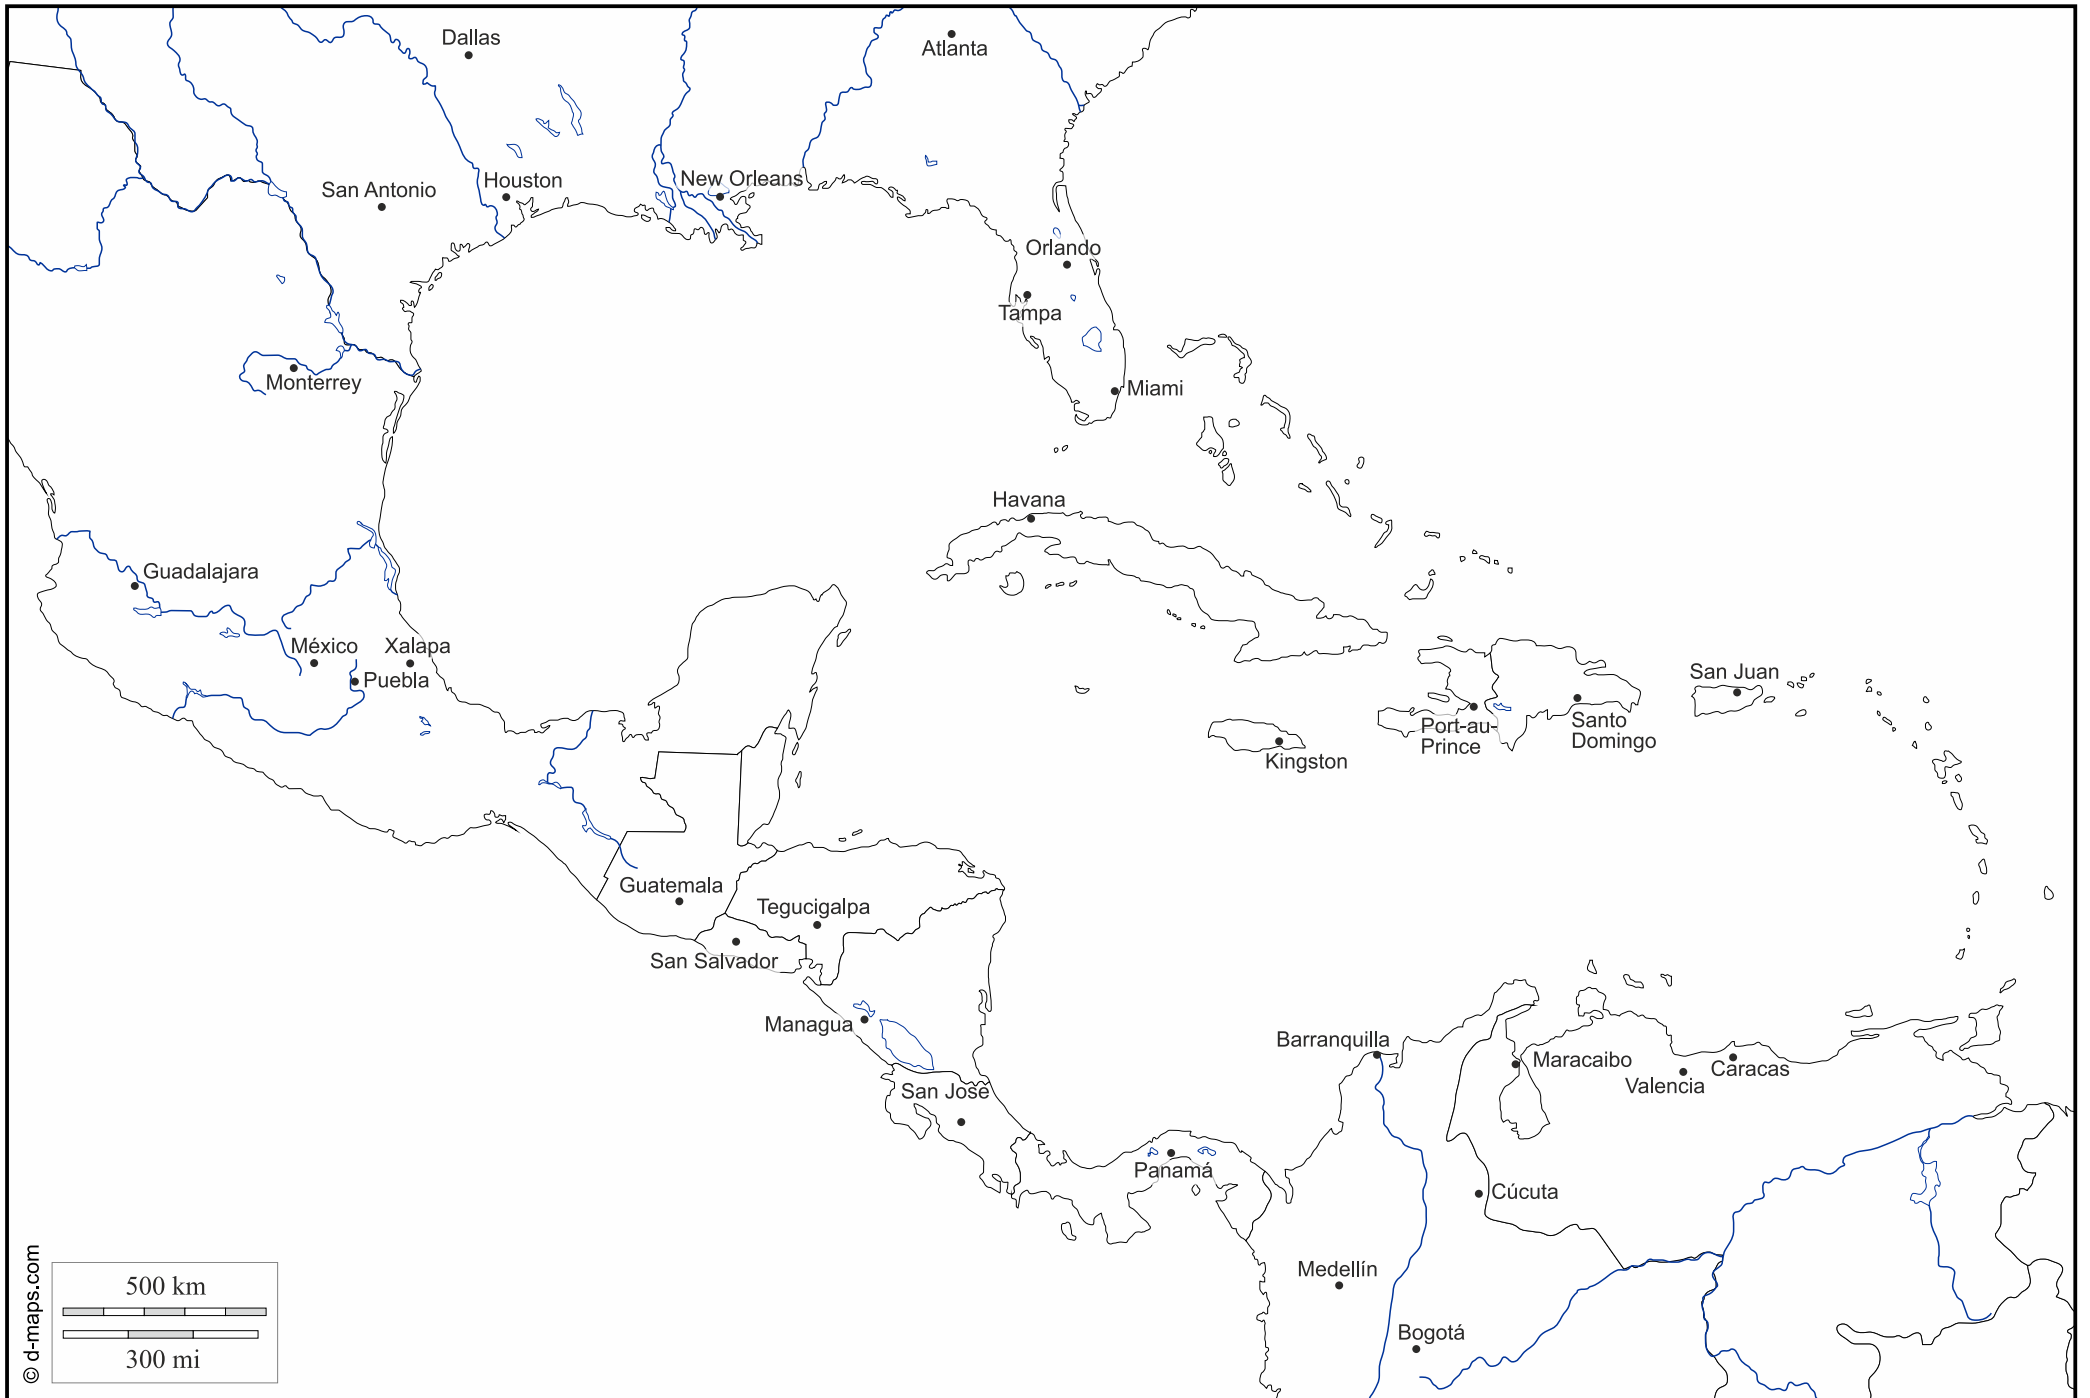 Dallas
Atlanta
San Antonio
Houston
New Orleans
Orlando
Tampa
Monterrey
Miami
Havana
Guadalajara
México
Xalapa
Puebla
San Juan
Port-au-
Prince
Santo
Domingo
Kingston
Guatemala
Tegucigalpa
San Salvador
Managua
Barranquilla
Maracaibo
Valencia
Caracas
San José
Panamá
Cúcuta
Medellín
Bogotá
500 km
300 mi
© d-maps.com